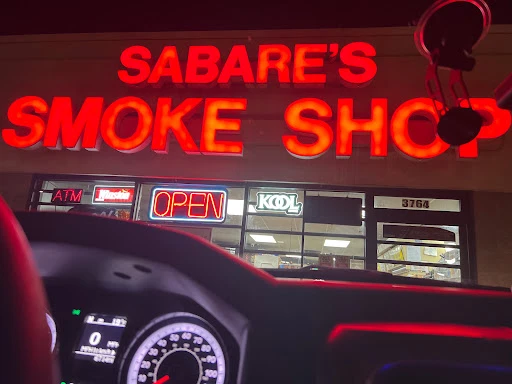 SABARE'S
SMOKE SHOP
ATM
OPEN
KOOL
3764
0